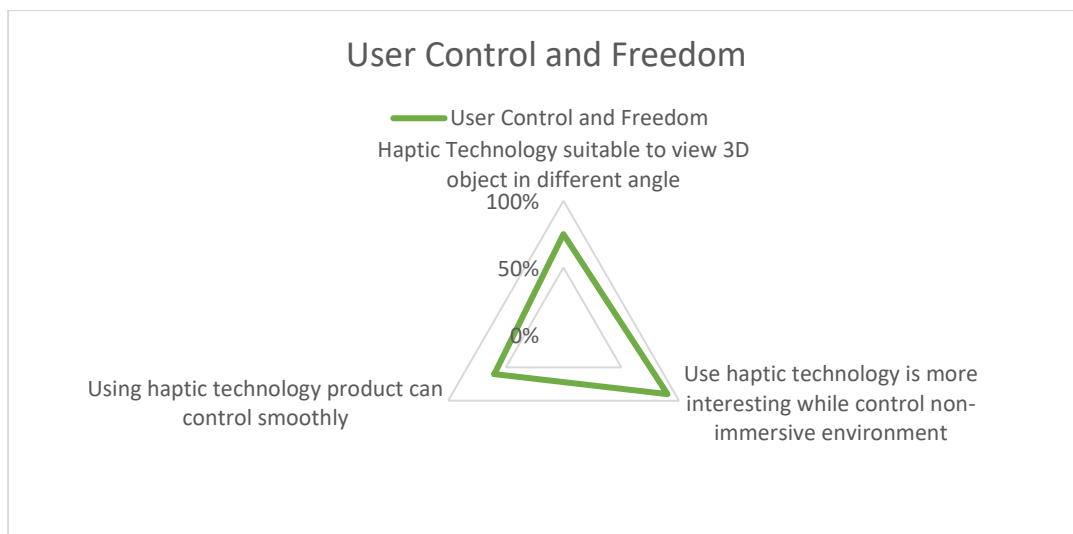 User Control and Freedom
User Control and Freedom
Haptic Technology suitable to view 3D
object in different angle
100%
50%
0%
Use haptic technology is more
interesting while control non-
immersive environment
Using haptic technology product can
control smoothly